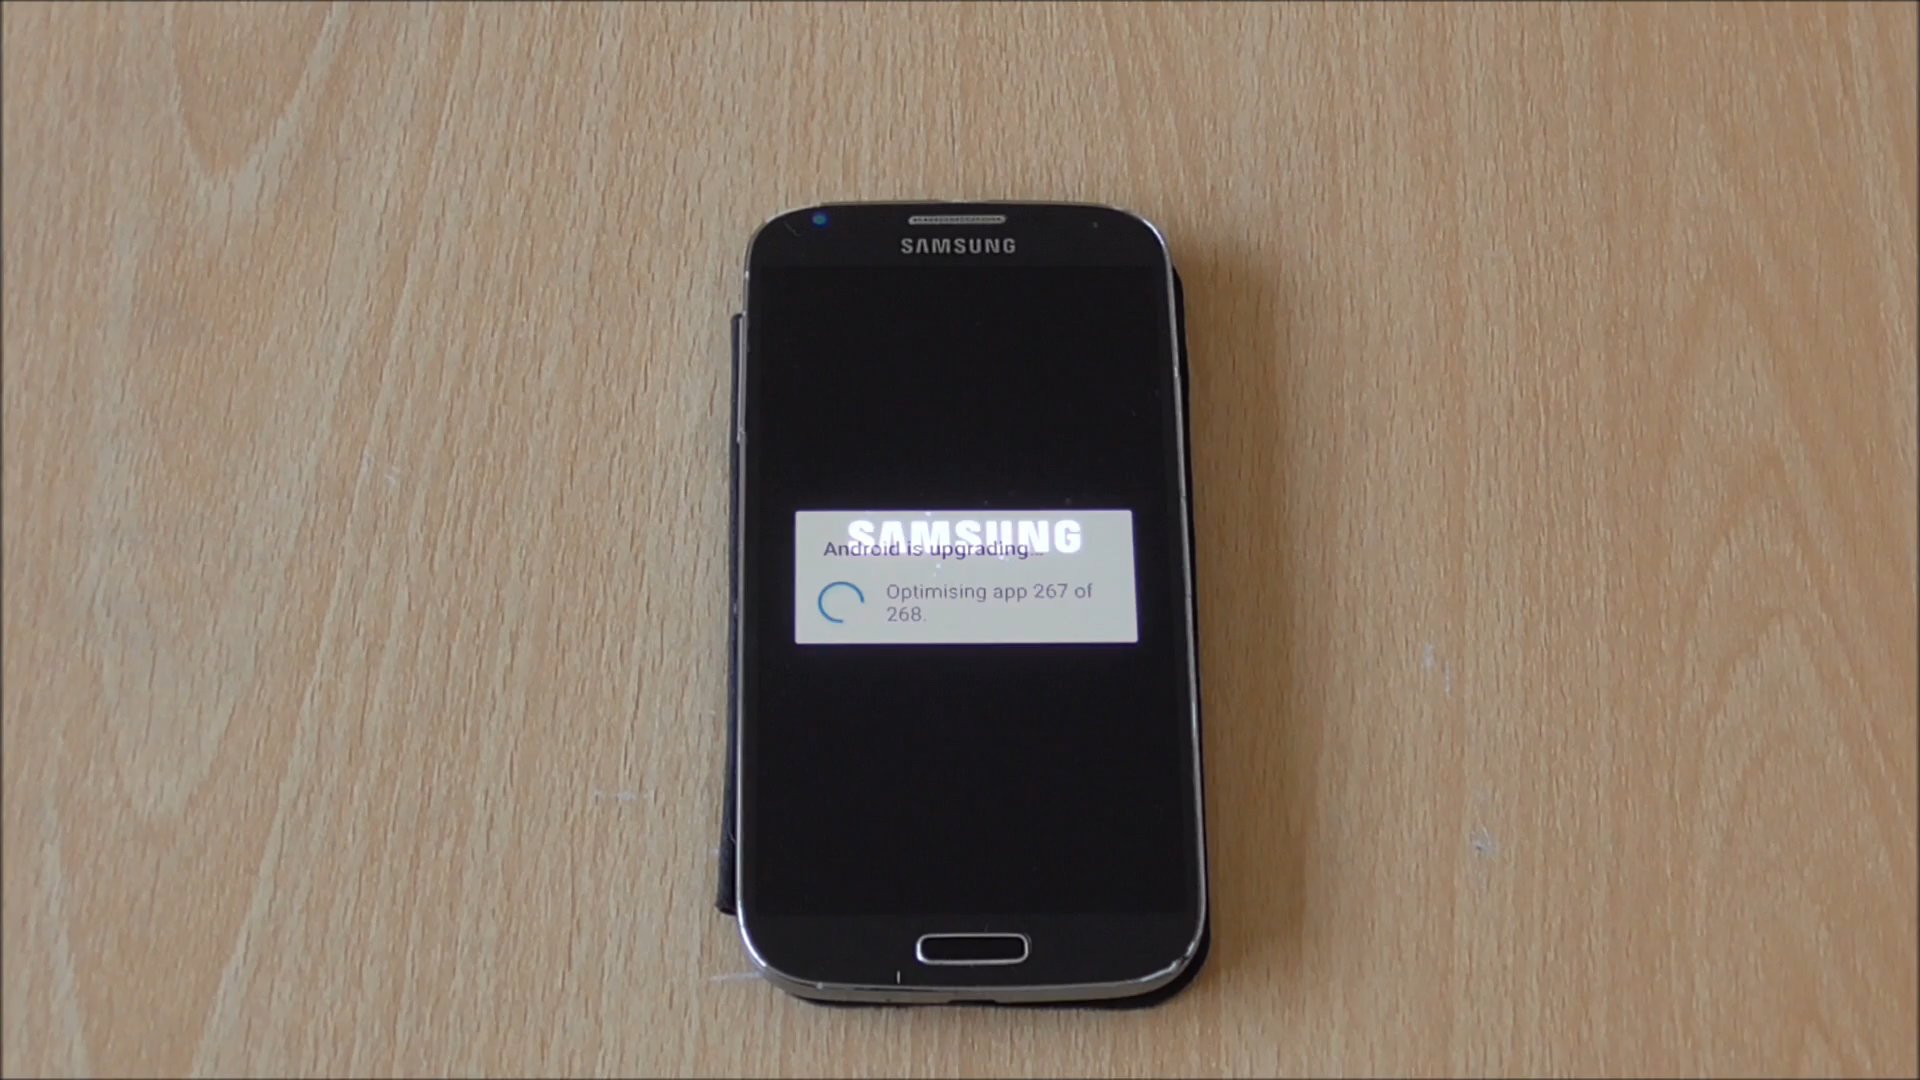 SAMSUNG
SAMSUNG
Android is upgrading...
Optimising app 267 of
268.